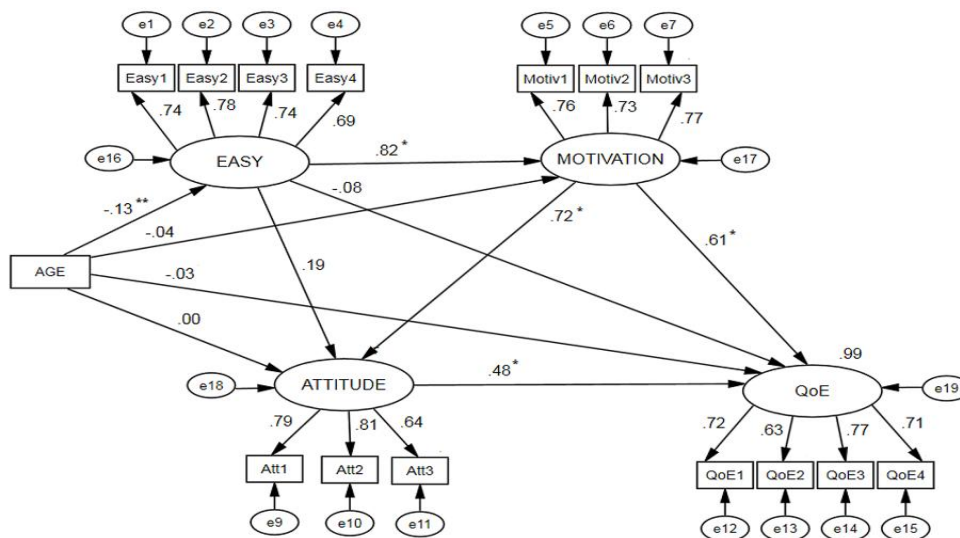 e1 e2 e3 e4 e5 e6 e7
Easy1 Easy2 Easy3 Easy4 Motiv1 Motiv2 Motiv3
.74 .78 .74 .69 .76 .73 .77
e16 EASY .82* MOTIVATION e17
-.13** -.08 .72*
-.04 .61*
AGE -.03 .19
.00 .99
e18 ATTITUDE .48* QoE e19
.79 .81 .64 .72 .63 .77 .71
Att1 Att2 Att3 QoE1 QoE2 QoE3 QoE4
e9 e10 e11 e12 e13 e14 e15